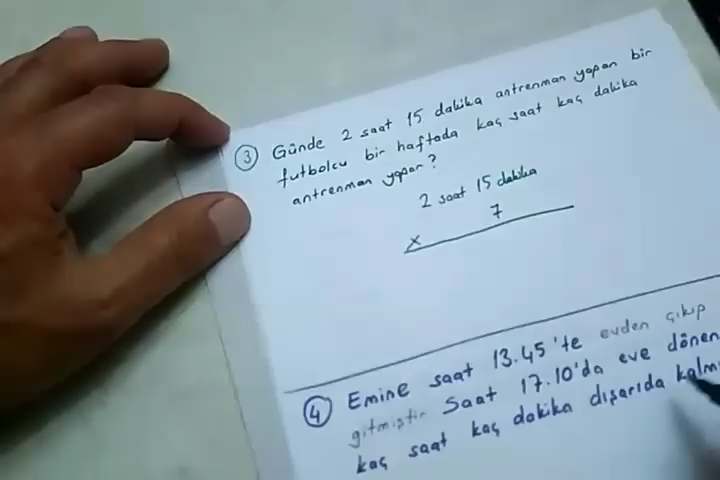 ③ Günde 2 saat 15 dakika antrenman yapan bir
futbolcu bir haftada kaç saat kaç dakika
antrenman yapar?
2 saat 15 dakika
7
x
④ Emine saat 13.45'te evden çıkıp
gitmiştir Saat 17.10'da eve dönen
kaç saat kaç dakika dışarıda